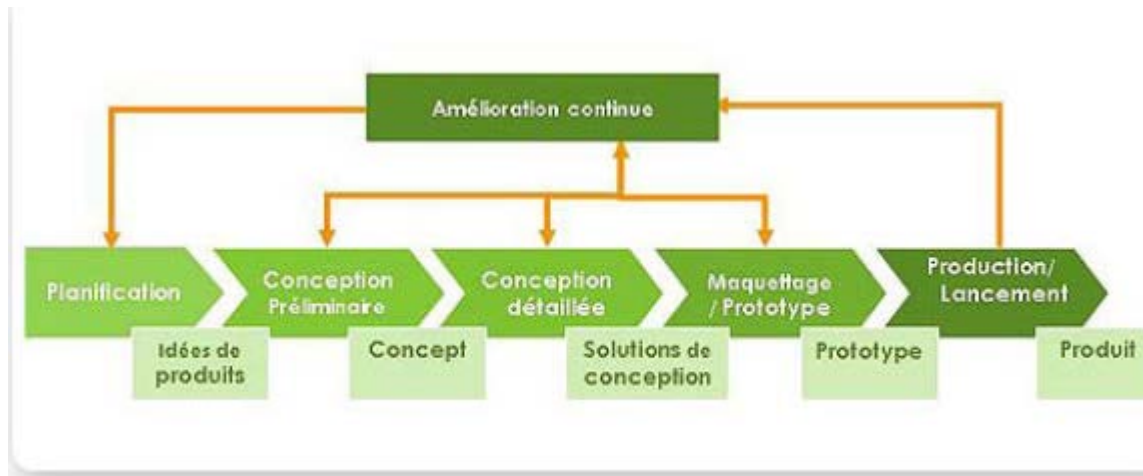 Amélioration continue
Planification
Conception
Préliminaire
Conception
détaillée
Maquettage
/ Prototype
Production/
Lancement
Idées de
produits
Concept
Solutions de
conception
Prototype
Produit